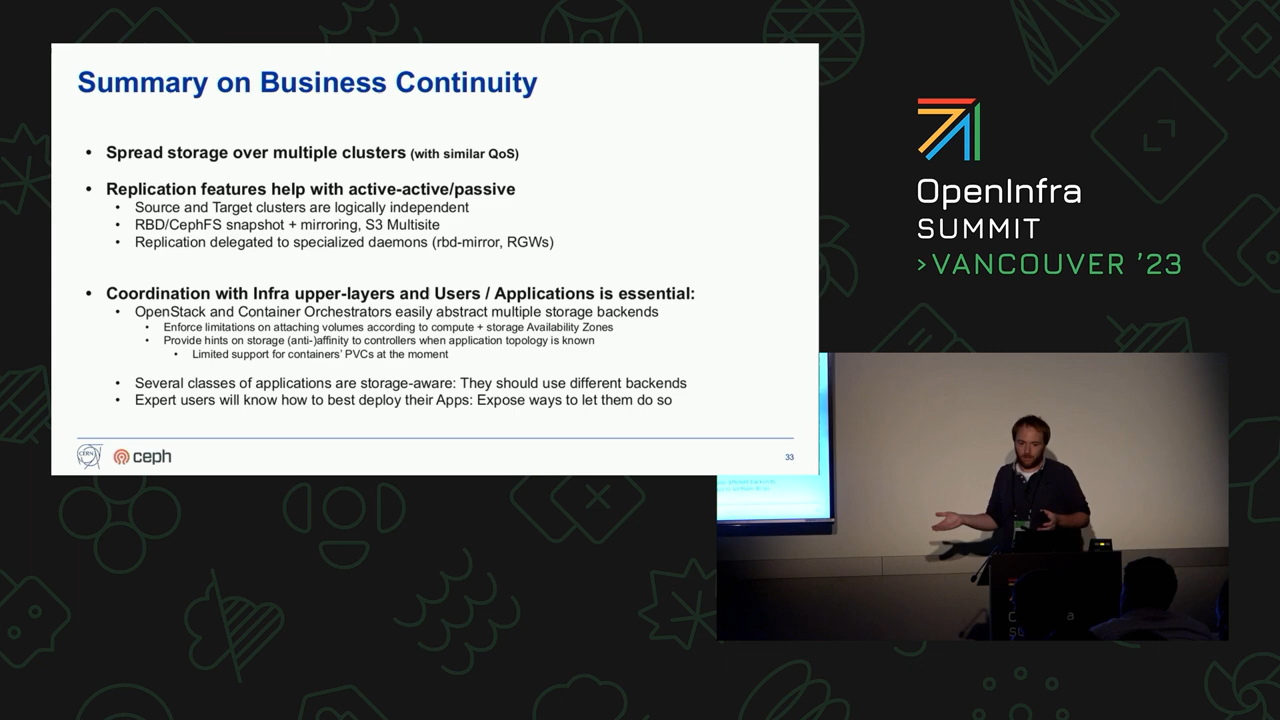 Summary on Business Continuity
• Spread storage over multiple clusters (with similar QoS)
• Replication features help with active-active/passive
• Source and Target clusters are logically independent
• RBD/CephFS snapshot + mirroring, S3 Multisite
• Replication delegated to specialized daemons (rbd-mirror, RGWs)
• Coordination with Infra upper-layers and Users / Applications is essential:
• OpenStack and Container Orchestrators easily abstract multiple storage backends
• Enforce limitations on attaching volumes according to compute + storage Availability Zones
• Provide hints on storage (anti-)affinity to controllers when application topology is known
• Limited support for containers' PVCs at the moment
• Several classes of applications are storage-aware: They should use different backends
• Expert users will know how to best deploy their Apps: Expose ways to let them do so
CERN
ceph
33
OpenInfra
SUMMIT
>VANCOUVER '23